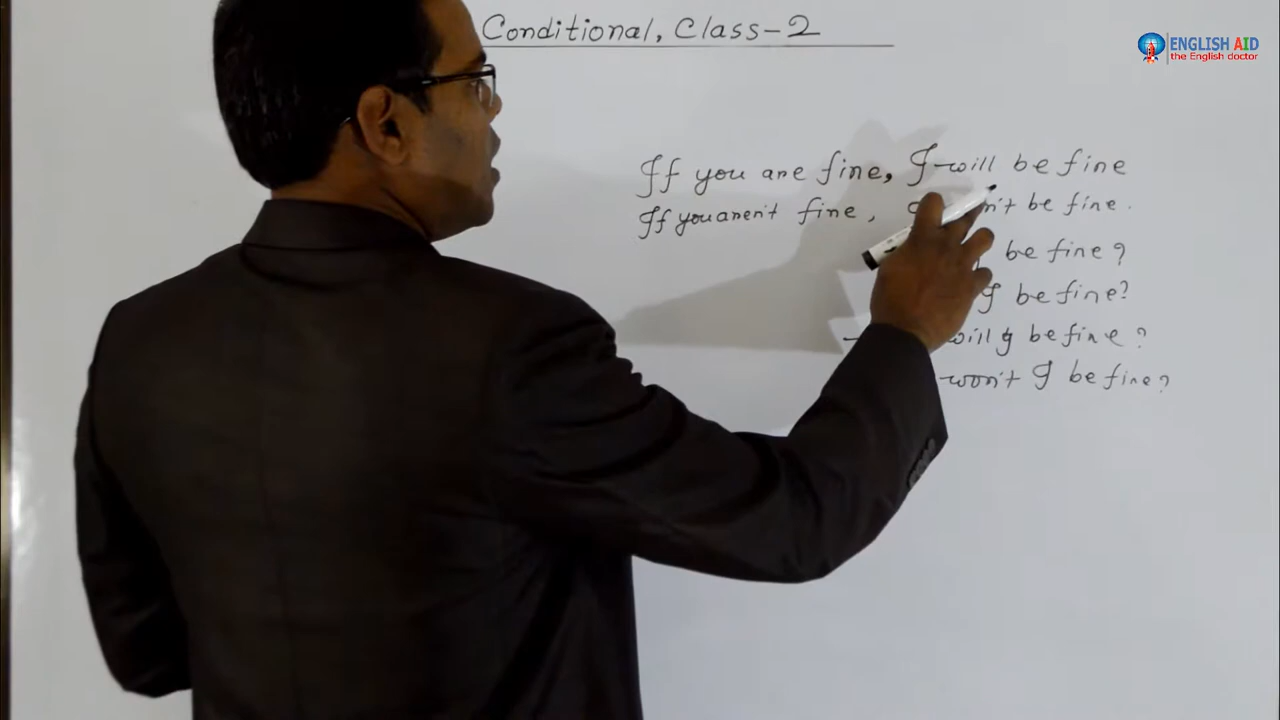 Conditional, Class-2
ENGLISH AID
the English doctor
If you are fine, I will be fine
If you aren't fine, be fine.
be fine?
I be fine?
will I be fine?
won't I be fine?